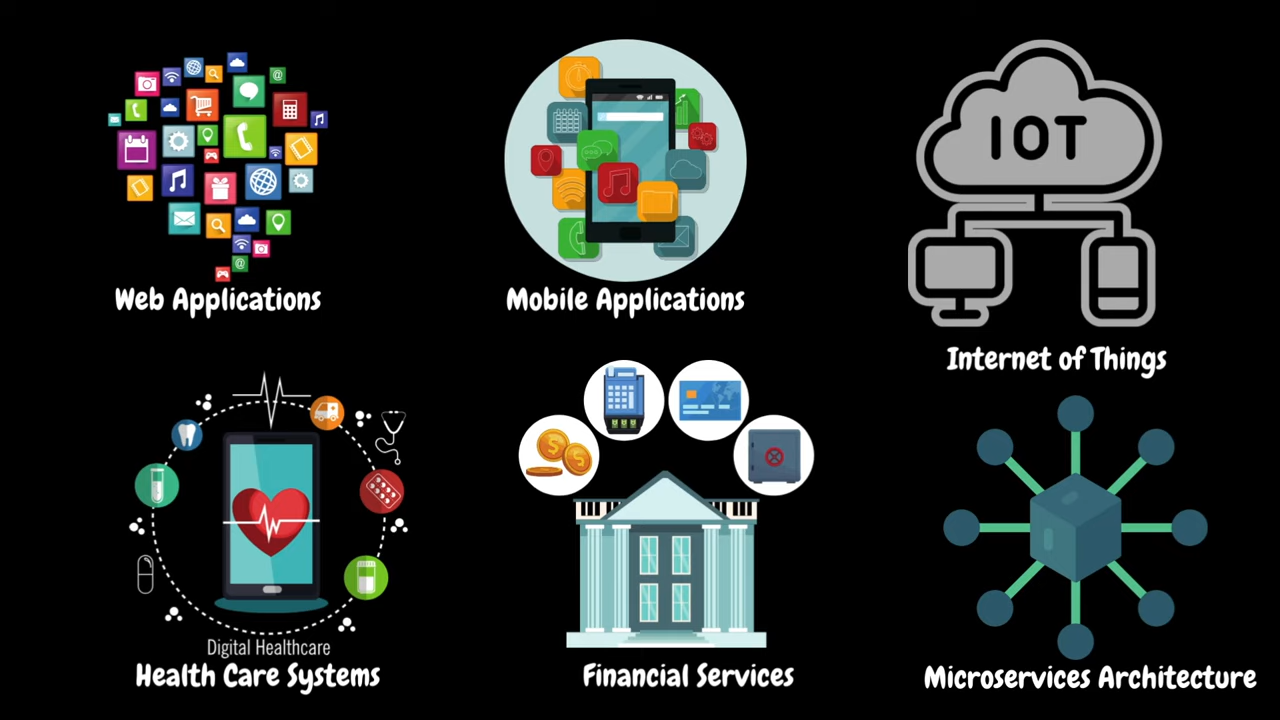 IOT
Web Applications
Mobile Applications
Internet of Things
Digital Healthcare
Health Care Systems
Financial Services
Microservices Architecture